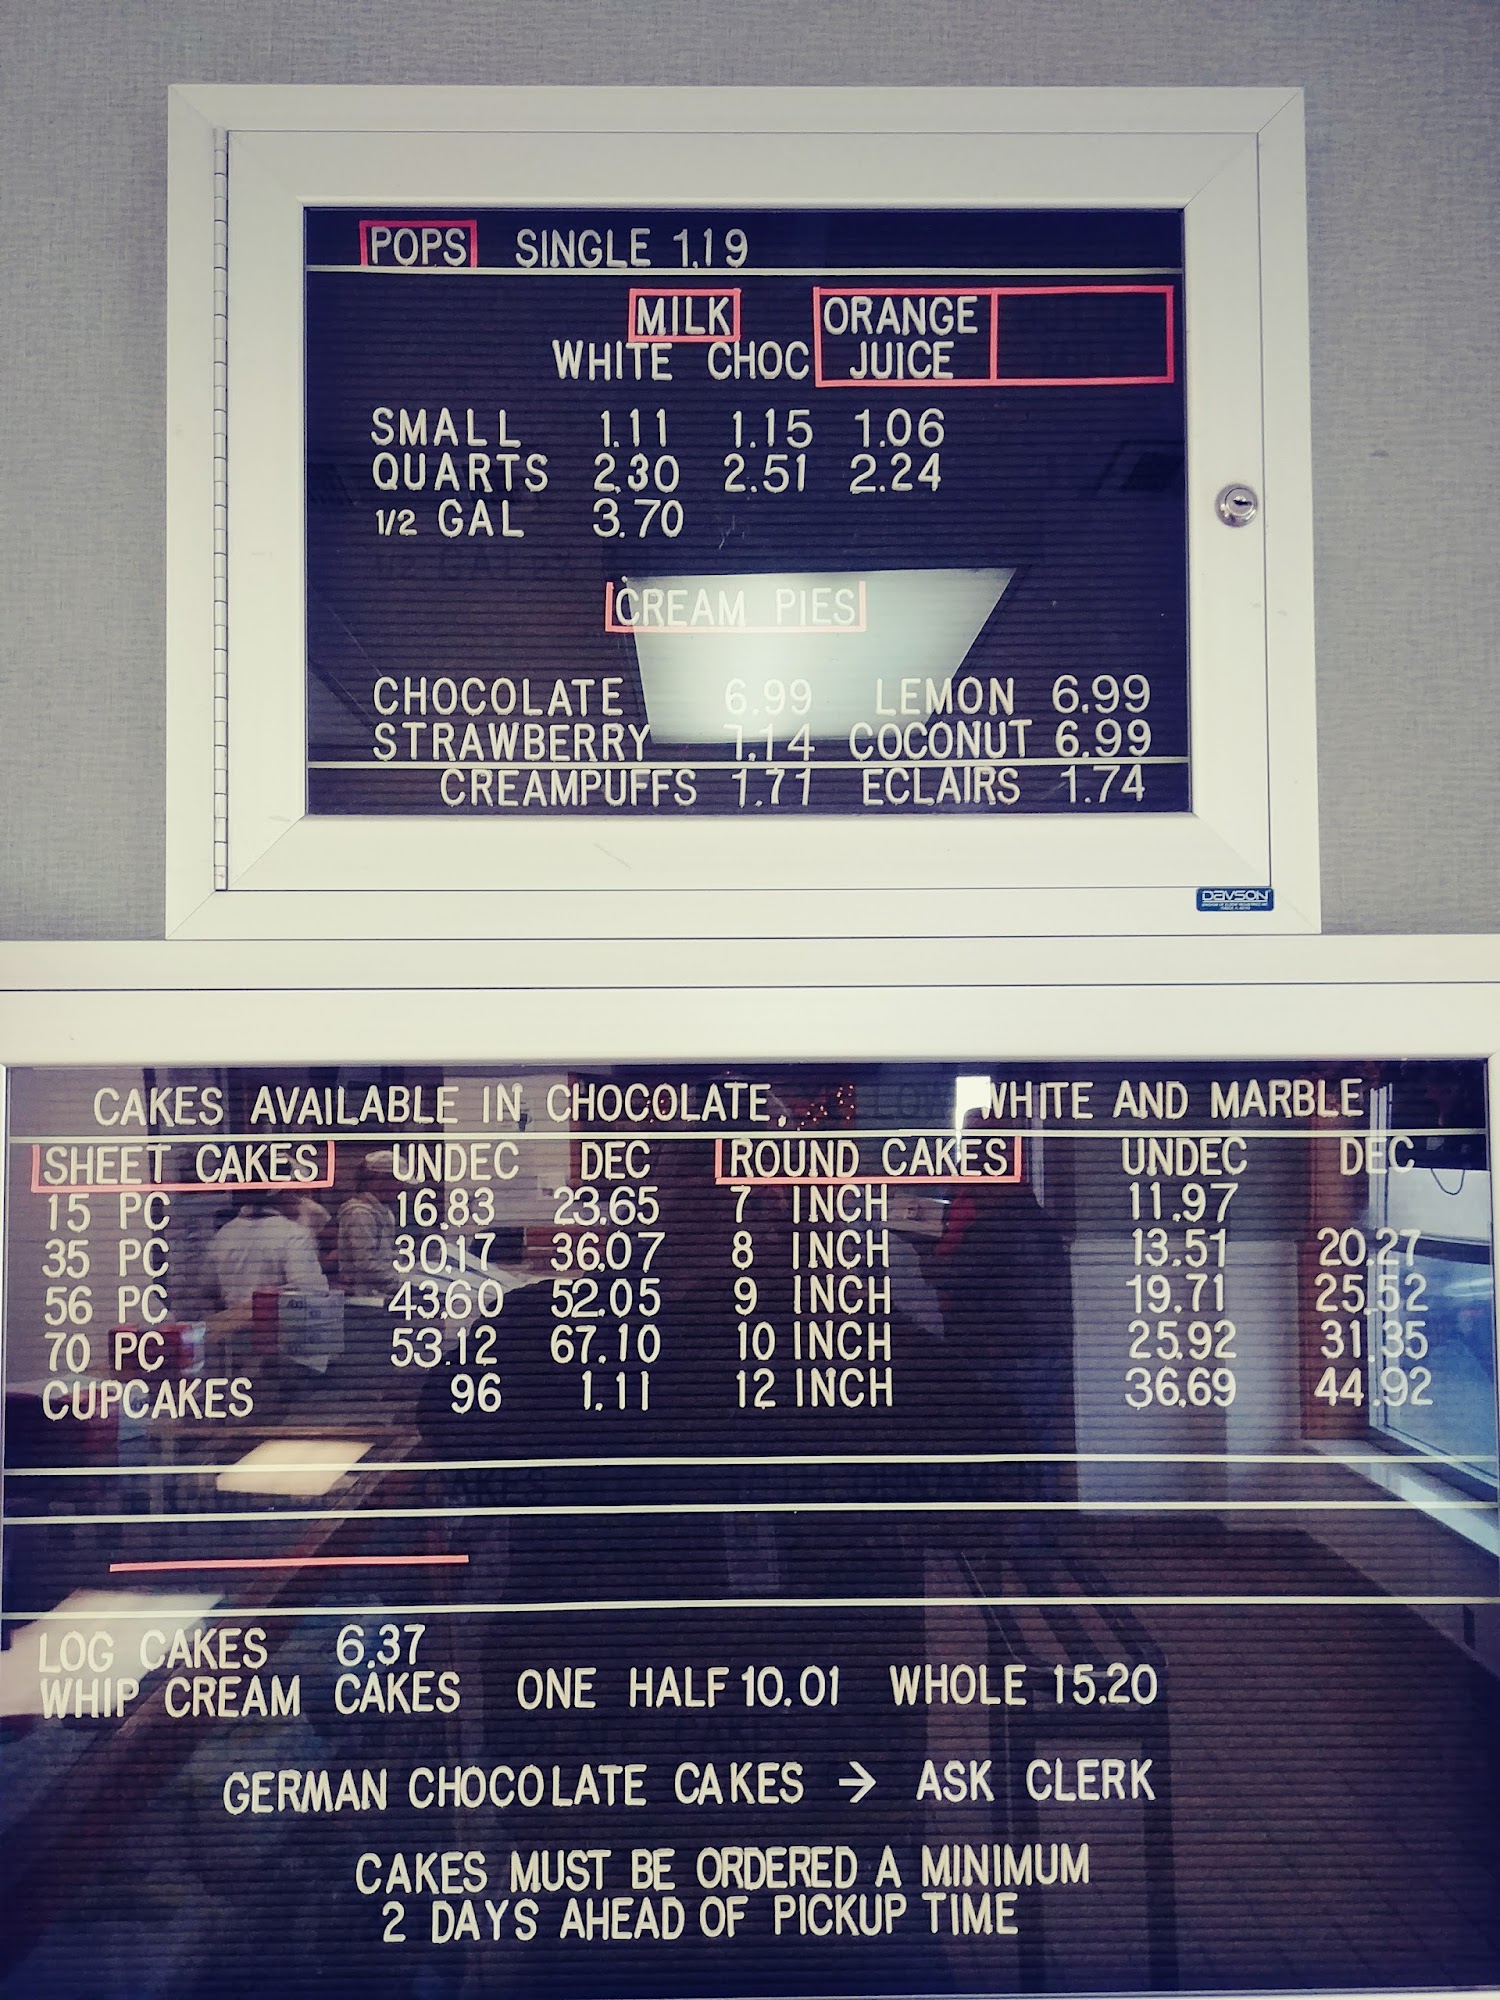 POPS SINGLE 1.19
MILK ORANGE
WHITE CHOC JUICE
SMALL 1.11 1.15 1.06
QUARTS 2.30 2.51 2.24
1/2 GAL 3.70
CREAM PIES
CHOCOLATE 6.99 LEMON 6.99
STRAWBERRY 7.14 COCONUT 6.99
CREAMPUFFS 1.71 ECLAIRS 1.74
DAVSON
CAKES AVAILABLE IN CHOCOLATE, WHITE AND MARBLE
SHEET CAKES UNDEC DEC ROUND CAKES UNDEC DEC
15 PC 16.83 23.65 7 INCH 11.97
35 PC 30.17 36.07 8 INCH 13.51 20.27
56 PC 43.60 52.05 9 INCH 19.71 25.52
70 PC 53.12 67.10 10 INCH 25.92 31.35
CUPCAKES 96 1.11 12 INCH 36.69 44.92
LOG CAKES 6.37
WHIP CREAM CAKES ONE HALF 10.01 WHOLE 15.20
GERMAN CHOCOLATE CAKES → ASK CLERK
CAKES MUST BE ORDERED A MINIMUM
2 DAYS AHEAD OF PICKUP TIME